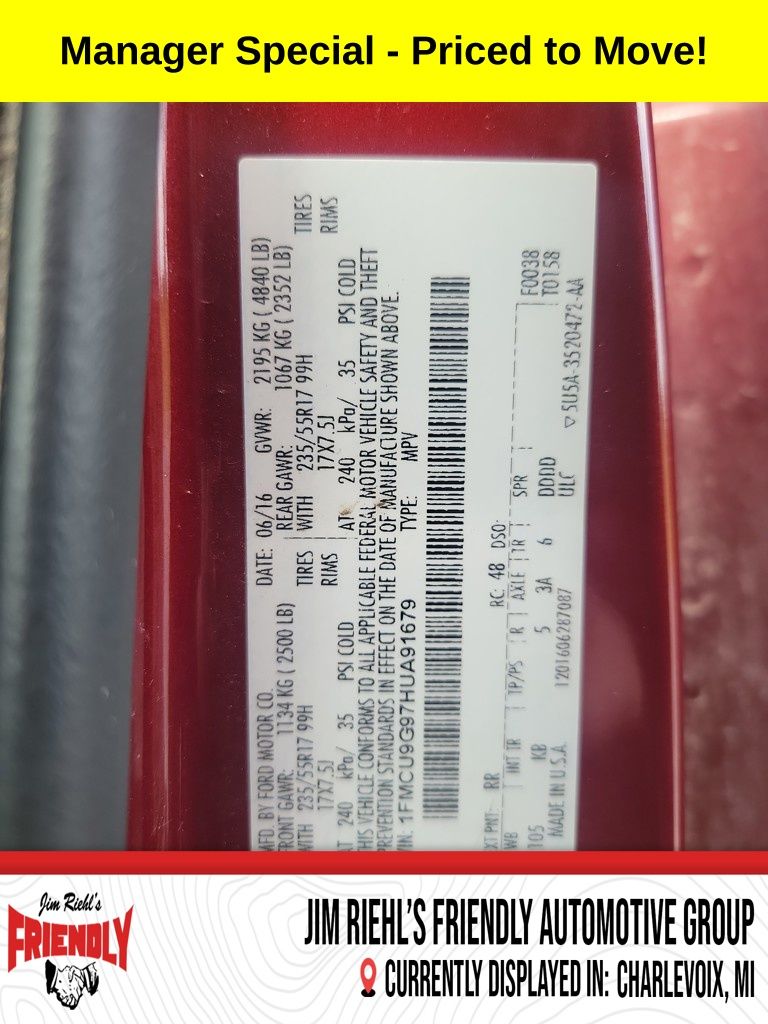 Manager Special - Priced to Move!
MFD. BY FORD MOTOR CO. DATE: 06/16 GVWR: 2195 KG ( 4840 LB)
FRONT GAWR: 1134 KG ( 2500 LB) REAR GAWR: 1067 KG ( 2352 LB)
WITH 235/55R17 99H TIRES WITH 235/55R17 99H TIRES
17X7.5J RIMS 17X7.5J RIMS
AT 240 kPa/ 35 PSI COLD AT 240 kPa/ 35 PSI COLD
THIS VEHICLE CONFORMS TO ALL APPLICABLE FEDERAL MOTOR VEHICLE SAFETY AND THEFT
PREVENTION STANDARDS IN EFFECT ON THE DATE OF MANUFACTURE SHOWN ABOVE.
VIN: 1FMCU9G97HUA91679 TYPE: MPV
EXT PNT: RR RC: 48 DSO: F0038
WB INT TR TP/PS R AXLE TR SPR T0158
105 KB 5 3A 6 DDDD
MADE IN U.S.A. 1201606287087 ULC 5U5A-3520472-AA
Jim Riehl's
FRIENDLY
JIM RIEHL'S FRIENDLY AUTOMOTIVE GROUP
CURRENTLY DISPLAYED IN: CHARLEVOIX, MI